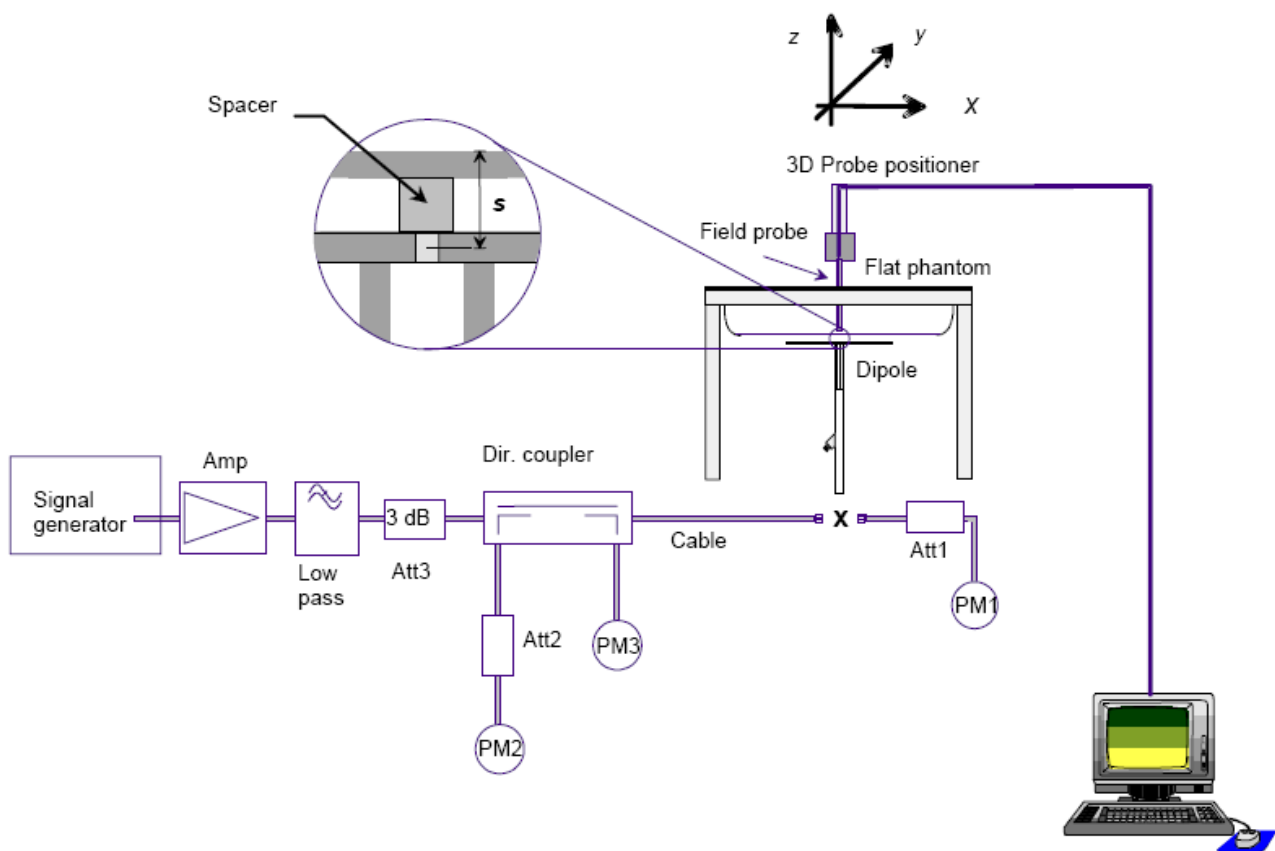 z
y
X
Spacer
s
3D Probe positioner
Field probe
Flat phantom
Dipole
Signal
generator
Amp
Low
pass
3 dB
Att3
Dir. coupler
Cable
X
Att1
PM1
Att2
PM3
PM2